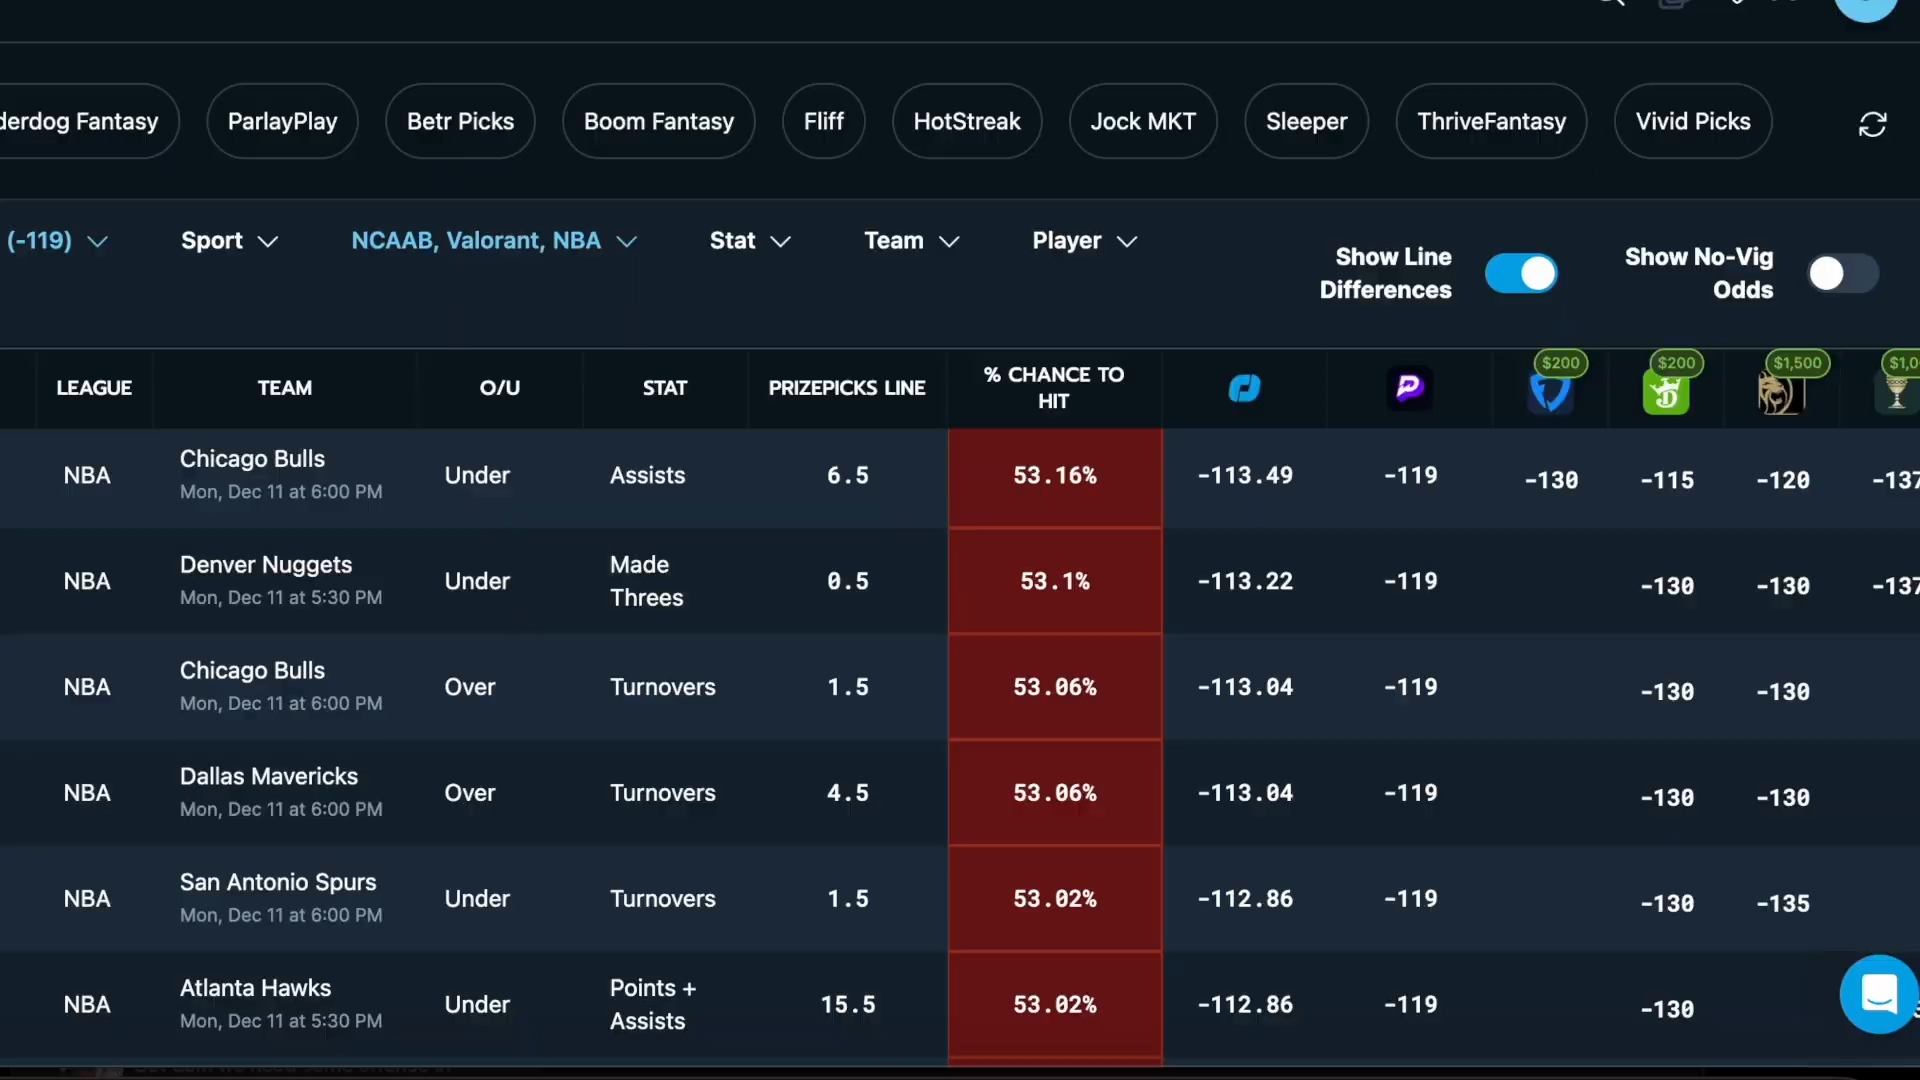 derdog Fantasy ParlayPlay Betr Picks Boom Fantasy Fliff HotStreak Jock MKT Sleeper ThriveFantasy Vivid Picks
(-119) Sport NCAAB, Valorant, NBA Stat Team Player
Show Line
Differences
Show No-Vig
Odds
LEAGUE TEAM O/U STAT PRIZEPICKS LINE
% CHANCE TO
HIT
$200 $200 $1,500 $1,0
NBA Chicago Bulls Under Assists 6.5 53.16% -113.49 -119 -130 -115 -120 -137
Mon, Dec 11 at 6:00 PM
NBA Denver Nuggets Under Made
Threes 0.5 53.1% -113.22 -119 -130 -130 -137
Mon, Dec 11 at 5:30 PM
NBA Chicago Bulls Over Turnovers 1.5 53.06% -113.04 -119 -130 -130
Mon, Dec 11 at 6:00 PM
NBA Dallas Mavericks Over Turnovers 4.5 53.06% -113.04 -119 -130 -130
Mon, Dec 11 at 6:00 PM
NBA San Antonio Spurs Under Turnovers 1.5 53.02% -112.86 -119 -130 -135
Mon, Dec 11 at 6:00 PM
NBA Atlanta Hawks Under Points +
Assists 15.5 53.02% -112.86 -119 -130
Mon, Dec 11 at 5:30 PM